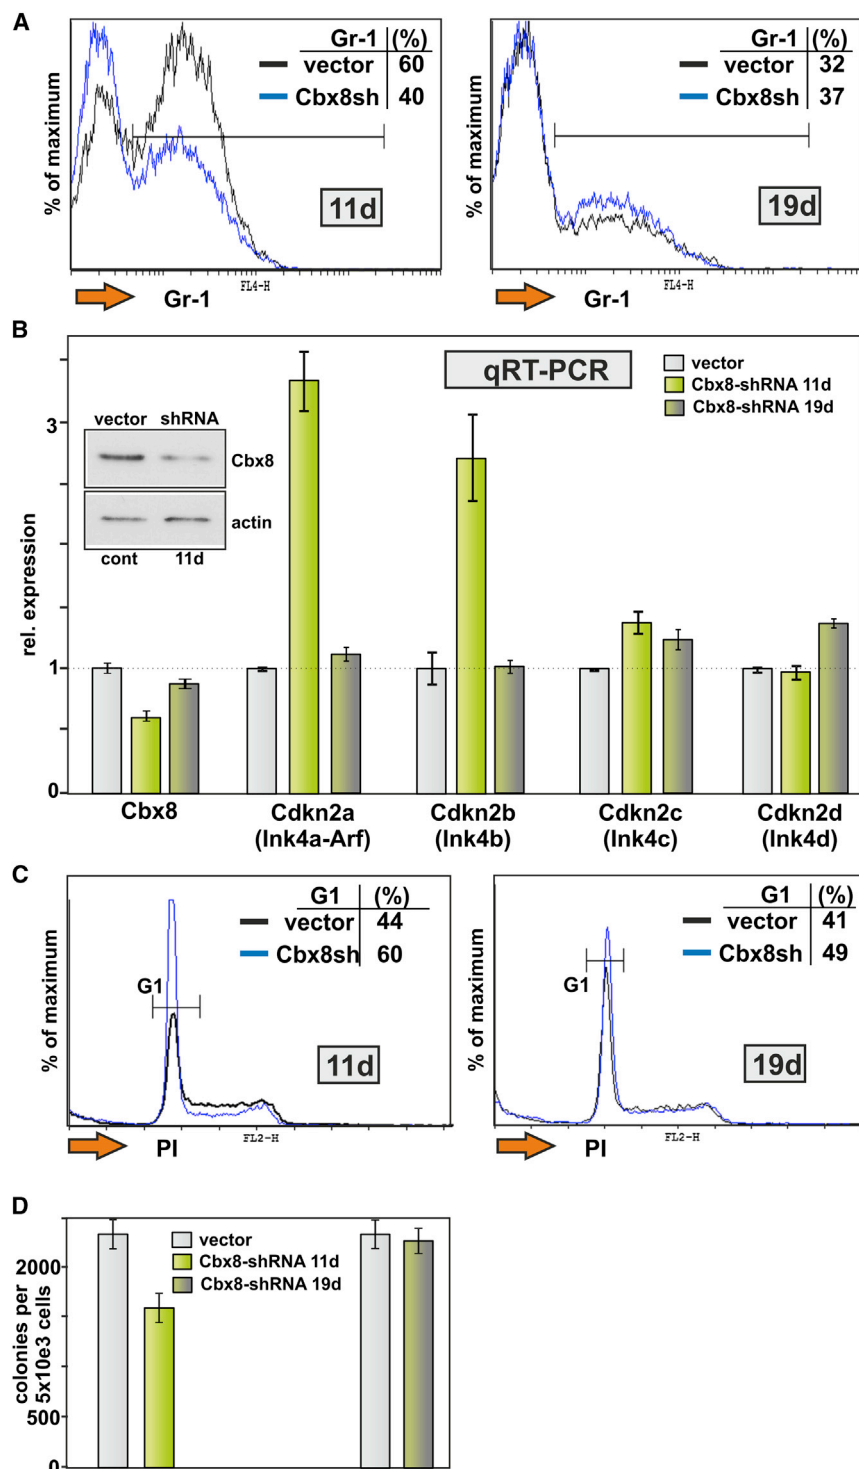 A
Gr-1 (%)
vector 60
Cbx8sh 40
% of maximum
11d
FL4-H
Gr-1
Gr-1 (%)
vector 32
Cbx8sh 37
% of maximum
19d
FL4-H
Gr-1
B
qRT-PCR
vector
Cbx8-shRNA 11d
Cbx8-shRNA 19d
rel. expression
3
1
0
vector shRNA
Cbx8
actin
cont 11d
Cbx8
Cdkn2a
(Ink4a-Arf)
Cdkn2b
(Ink4b)
Cdkn2c
(Ink4c)
Cdkn2d
(Ink4d)
C
G1 (%)
vector 44
Cbx8sh 60
% of maximum
G1
11d
FL2-H
PI
G1 (%)
vector 41
Cbx8sh 49
% of maximum
G1
19d
FL2-H
PI
D
vector
Cbx8-shRNA 11d
Cbx8-shRNA 19d
colonies per
5x10e3 cells
2000
500
0